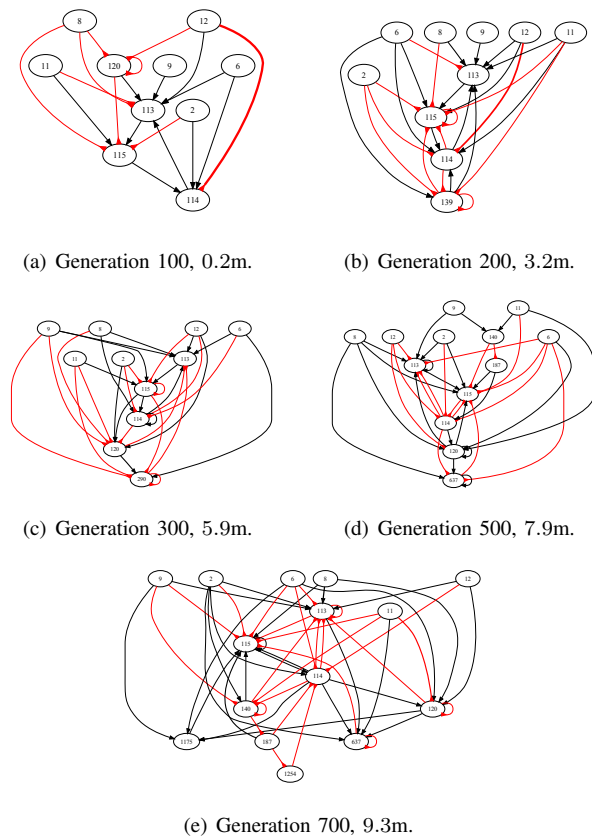 8 12
11 120 9 6
113 2
115
114
(a) Generation 100, 0.2m.
6 8 9 12 11
2 113
115
114
139
(b) Generation 200, 3.2m.
9 8 12 6
11 2 113
115
114
120
290
(c) Generation 300, 5.9m.
9 11
8 12 2 140 6
113 187
115
114
120
637
(d) Generation 500, 7.9m.
9 2 6 8 12
113 11
115
114
140 120
1175 187 637
1254
(e) Generation 700, 9.3m.